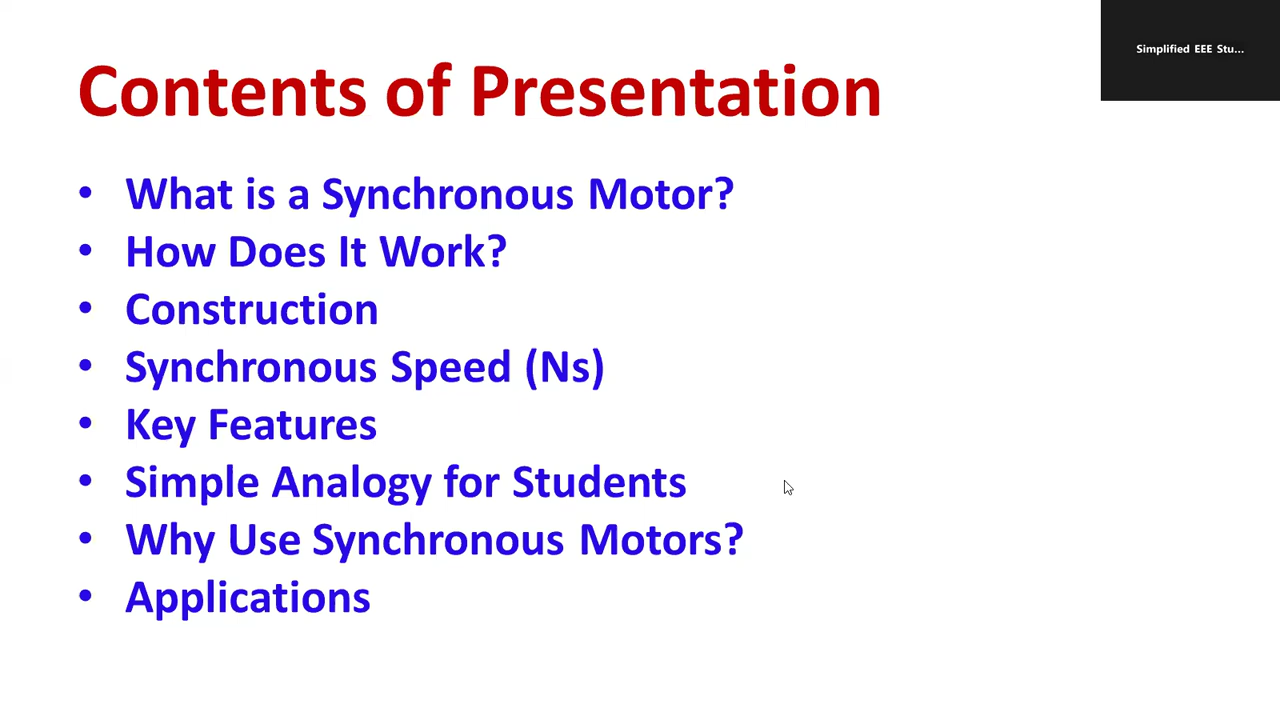 Simplified EEE Stu...
Contents of Presentation
• What is a Synchronous Motor?
• How Does It Work?
• Construction
• Synchronous Speed (Ns)
• Key Features
• Simple Analogy for Students
• Why Use Synchronous Motors?
• Applications